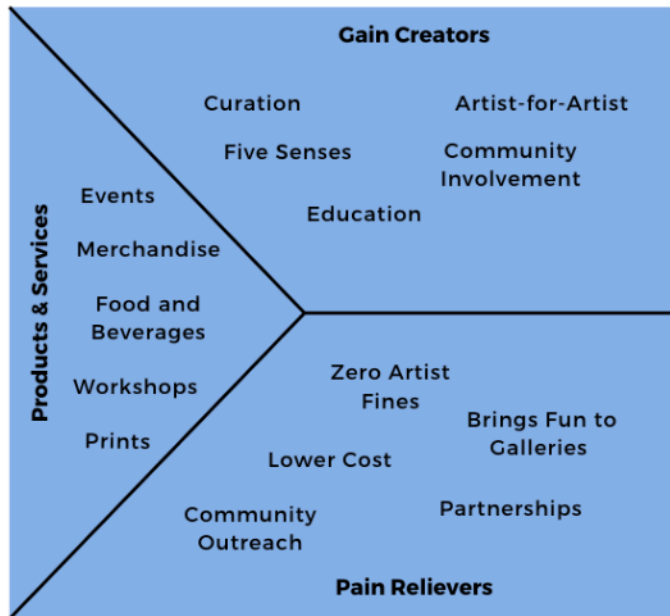 Gain Creators
Curation
Artist-for-Artist
Five Senses
Community
Involvement
Education
Products & Services
Events
Merchandise
Food and
Beverages
Workshops
Prints
Zero Artist
Fines
Brings Fun to
Galleries
Lower Cost
Partnerships
Community
Outreach
Pain Relievers